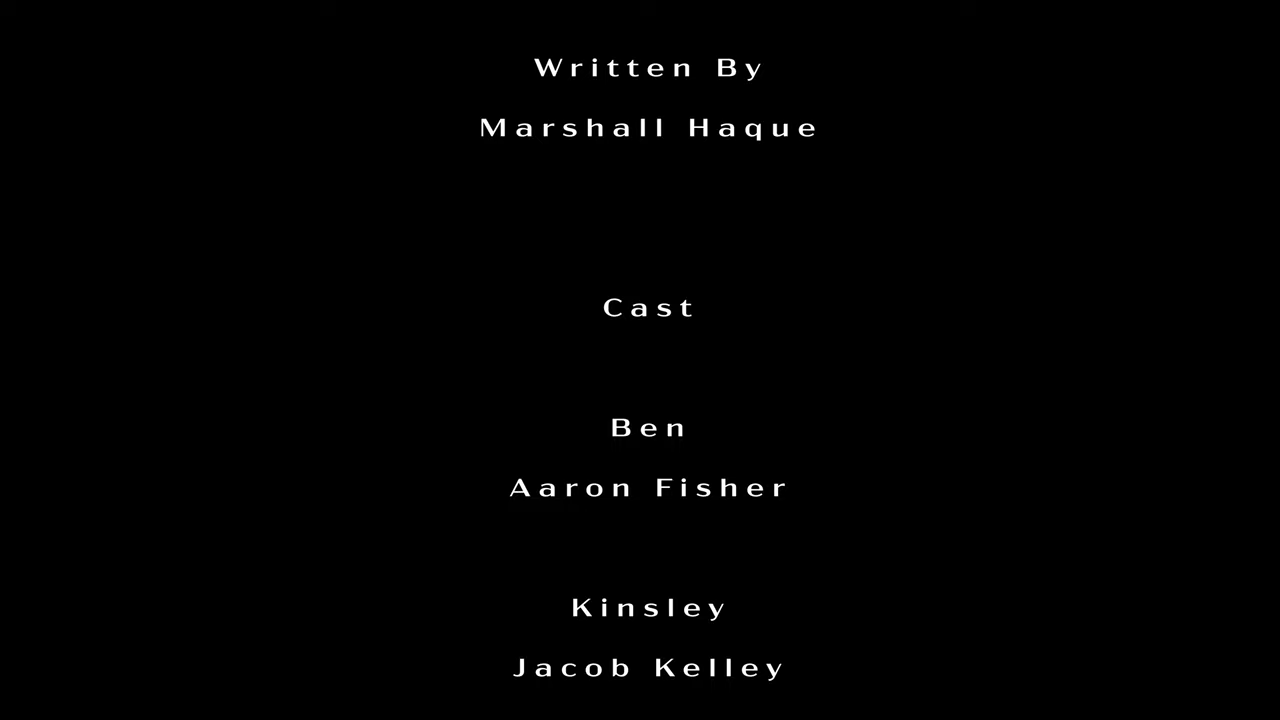 Written By
Marshall Haque
Cast
Ben
Aaron Fisher
Kinsley
Jacob Kelley